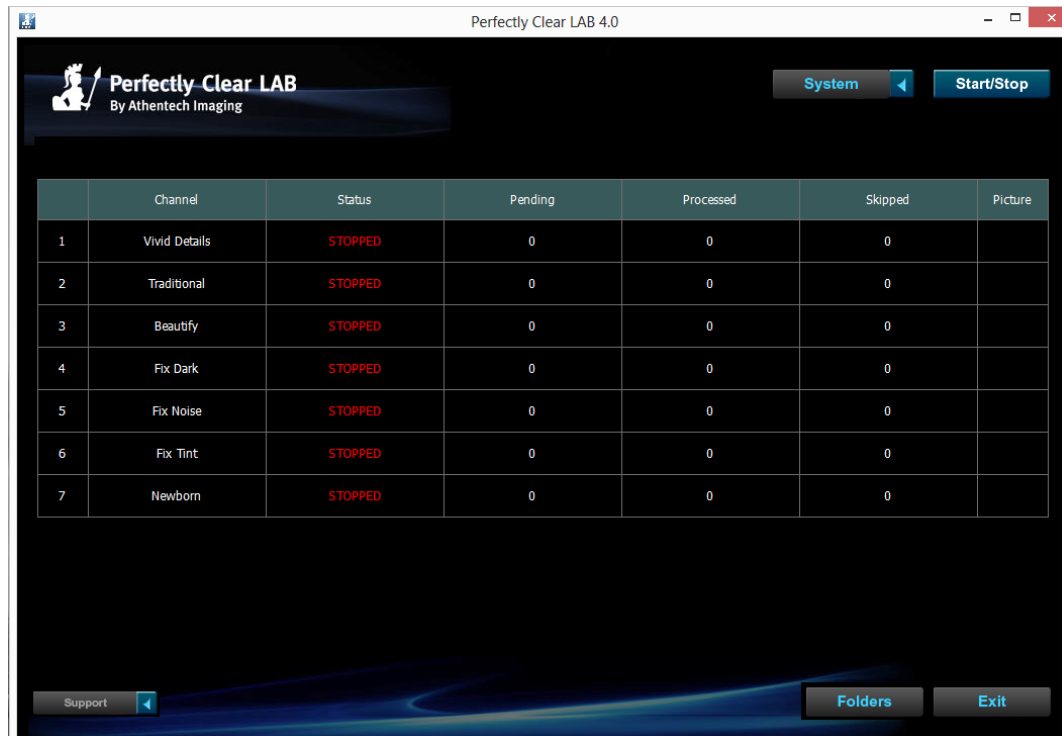 Perfectly Clear LAB 4.0
Perfectly Clear LAB
By Athentech Imaging
System
Start/Stop
Channel Status Pending Processed Skipped Picture
1 Vivid Details STOPPED 0 0 0
2 Traditional STOPPED 0 0 0
3 Beautify STOPPED 0 0 0
4 Fix Dark STOPPED 0 0 0
5 Fix Noise STOPPED 0 0 0
6 Fix Tint STOPPED 0 0 0
7 Newborn STOPPED 0 0 0
Support
Folders
Exit